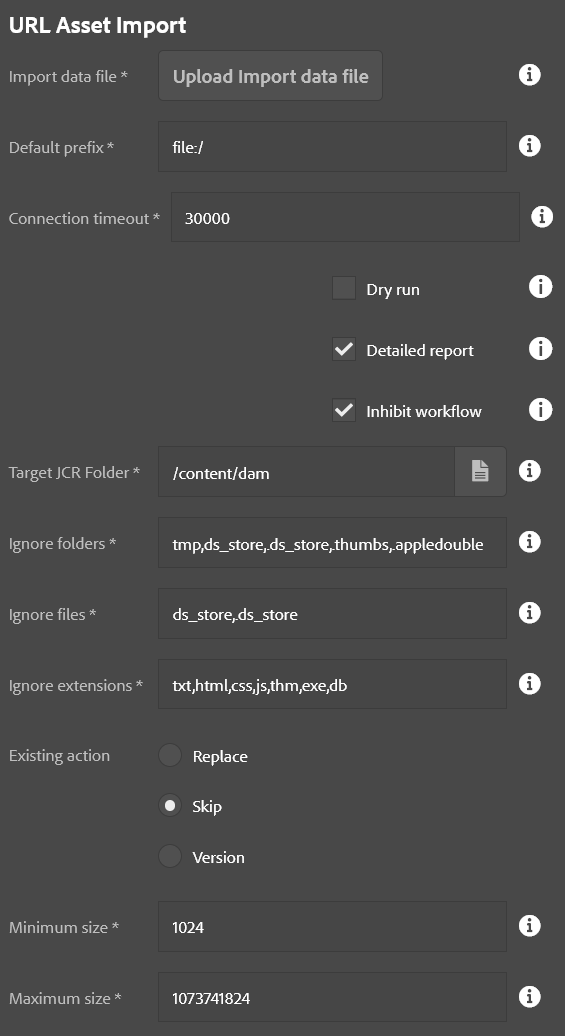 URL Asset Import
Import data file *
Upload Import data file
Default prefix *
file:/
Connection timeout *
30000
Dry run
Detailed report
Inhibit workflow
Target JCR Folder *
/content/dam
Ignore folders *
tmp,ds_store,.ds_store,.thumbs,.appledouble
Ignore files *
ds_store,.ds_store
Ignore extensions *
txt,html,css,js,thm,exe,db
Existing action
Replace
Skip
Version
Minimum size *
1024
Maximum size *
1073741824